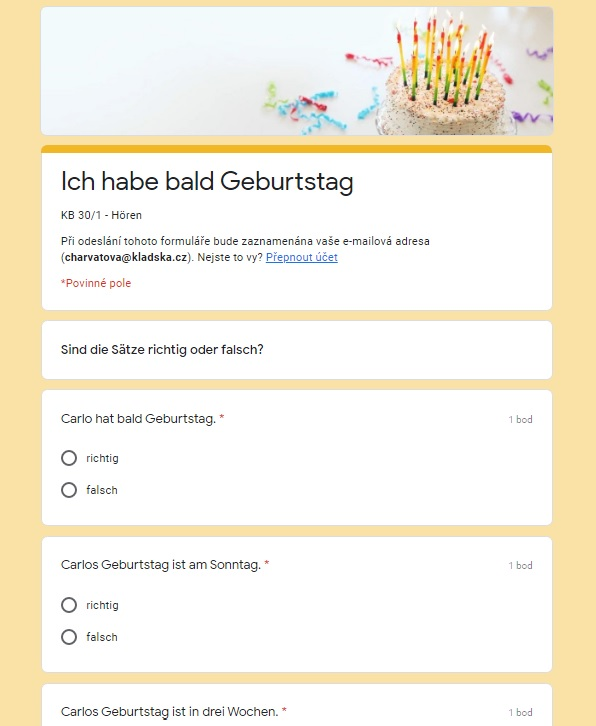 Ich habe bald Geburtstag
KB 30/1 - Hören
Při odeslání tohoto formuláře bude zaznamenána vaše e-mailová adresa
(charvatova@kladska.cz). Nejste to vy? Přepnout účet
*Povinné pole
Sind die Sätze richtig oder falsch?
Carlo hat bald Geburtstag. *
1 bod
richtig
falsch
Carlos Geburtstag ist am Sonntag. *
1 bod
richtig
falsch
Carlos Geburtstag ist in drei Wochen. *
1 bod